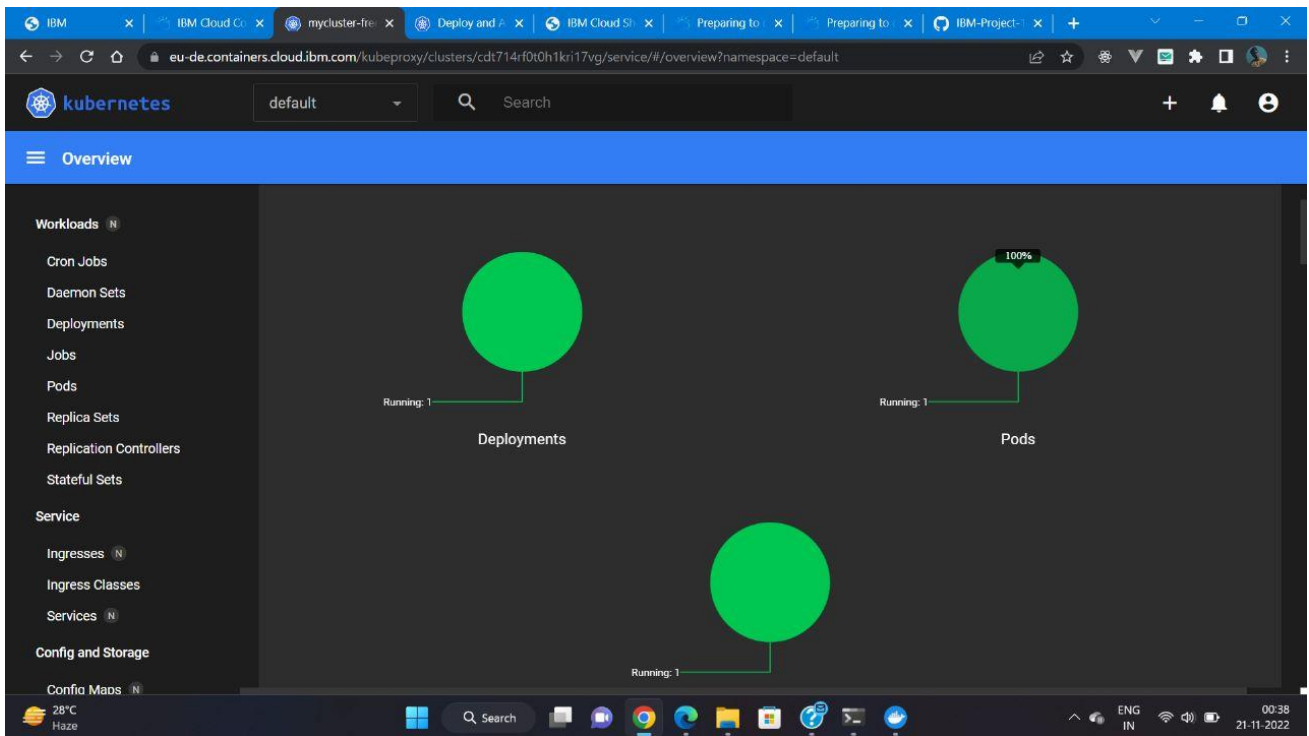 IBM
IBM Cloud Co
mycluster-fre
Deploy and A
IBM Cloud Sh
Preparing to
Preparing to
IBM-Project-1
eu-de.containers.cloud.ibm.com/kubeproxy/clusters/cdt714rf0t0h1kri17vg/service/#/overview?namespace=default
kubernetes
default
Search
Overview
Workloads N
Cron Jobs
Daemon Sets
Deployments
Jobs
Pods
Replica Sets
Replication Controllers
Stateful Sets
Service
Ingresses N
Ingress Classes
Services N
Config and Storage
Config Maps N
Running: 1
Deployments
100%
Running: 1
Pods
Running: 1
28°C
Haze
Search
ENG
IN
00:38
21-11-2022